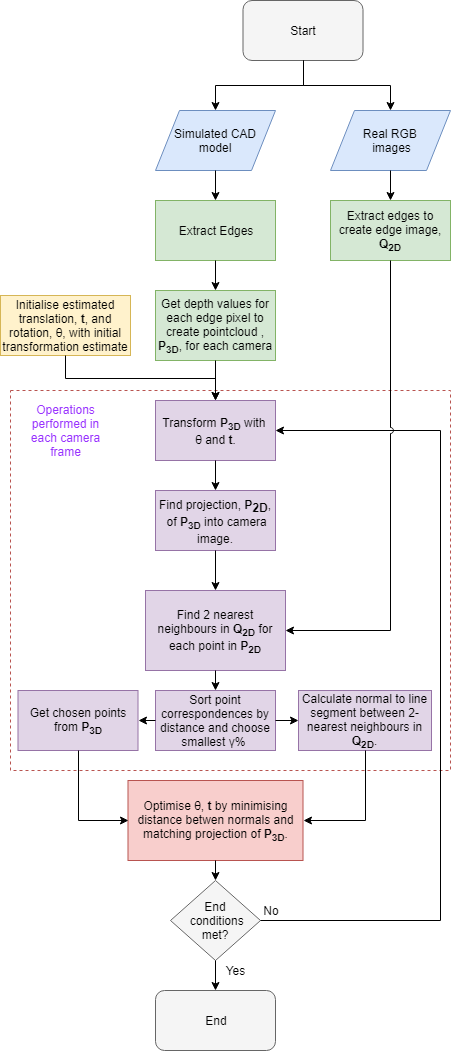 Start
Simulated CAD
model
Real RGB
images
Extract Edges
Extract edges to
create edge image,
Q2D
Initialise estimated
translation, t, and
rotation, θ, with initial
transformation estimate
Get depth values for
each edge pixel to
create pointcloud ,
P3D, for each camera
Operations
performed in
each camera
frame
Transform P3D with
θ and t.
Find projection, P2D,
of P3D into camera
image.
Find 2 nearest
neighbours in Q2D for
each point in P2D
Get chosen points
from P3D
Sort point
correspondences by
distance and choose
smallest γ%
Calculate normal to line
segment between 2-
nearest neighbours in
Q2D.
Optimise θ, t by minimising
distance betwen normals and
matching projection of P3D.
End
conditions
met?
No
Yes
End